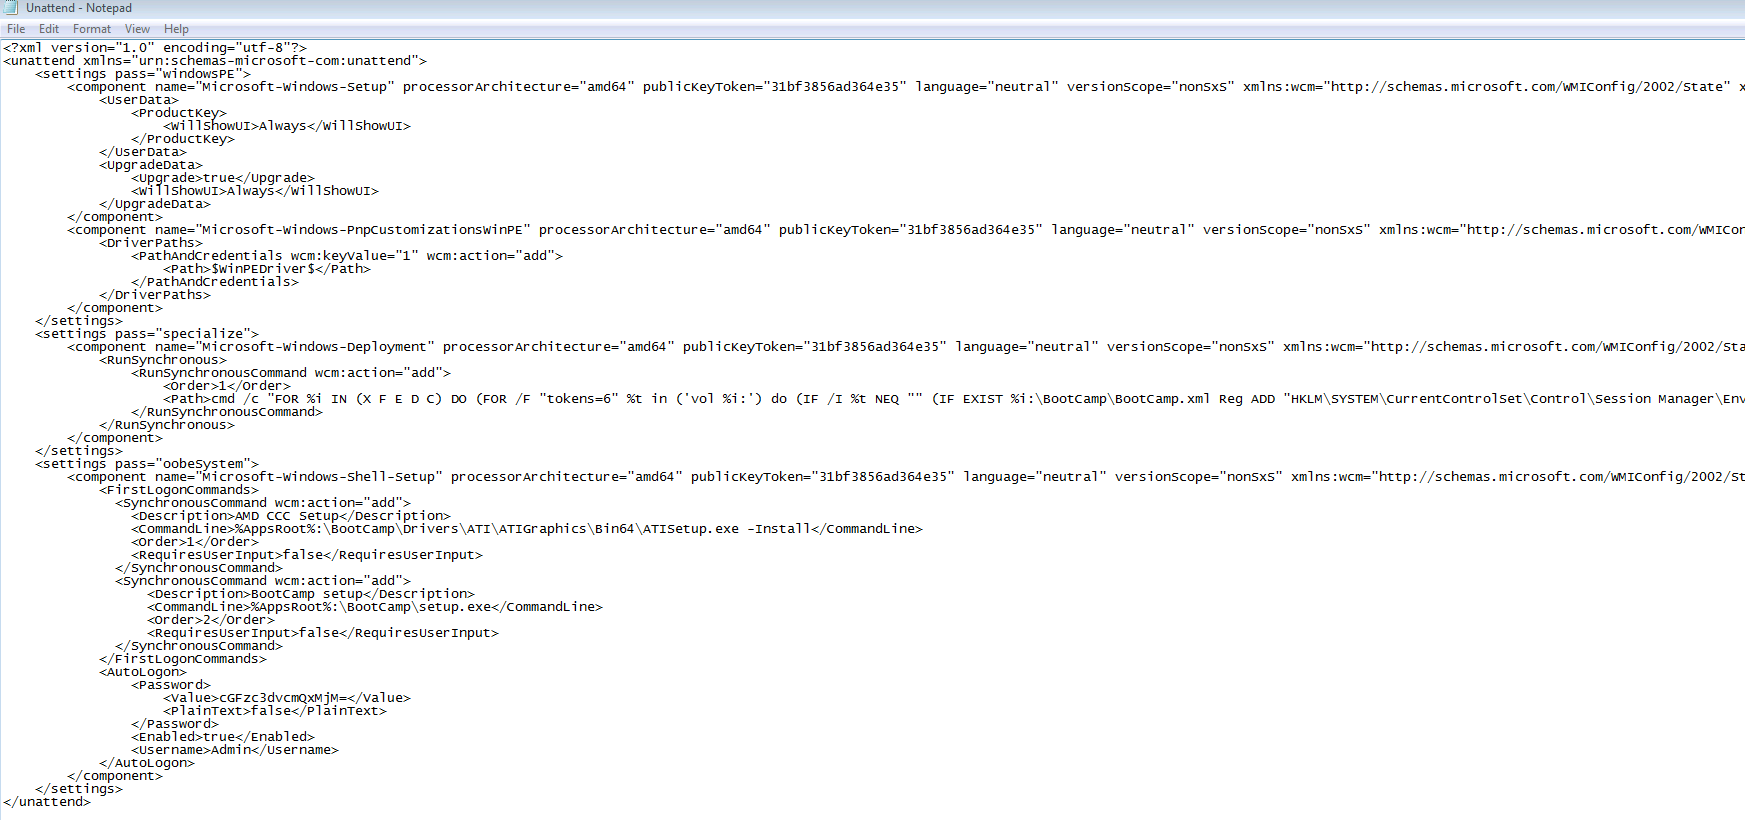 Unattend - Notepad
File Edit Format View Help
<?xml version="1.0" encoding="utf-8"?>
<unattend xmlns="urn:schemas-microsoft-com:unattend">
<settings pass="windowsPE">
<component name="Microsoft-Windows-Setup" processorArchitecture="amd64" publicKeyToken="31bf3856ad364e35" language="neutral" versionScope="nonSxS" xmlns:wcm="http://schemas.microsoft.com/WMIConfig/2002/State" x
<UserData>
<ProductKey>
<WillShowUI>Always</WillShowUI>
</ProductKey>
</UserData>
<UpgradeData>
<Upgrade>true</Upgrade>
<WillShowUI>Always</WillShowUI>
</UpgradeData>
</component>
<component name="Microsoft-Windows-PnpCustomizationsWinPE" processorArchitecture="amd64" publicKeyToken="31bf3856ad364e35" language="neutral" versionScope="nonSxS" xmlns:wcm="http://schemas.microsoft.com/WMICon
<DriverPaths>
<PathAndCredentials wcm:keyValue="1" wcm:action="add">
<Path>$WinPEDriver$</Path>
</PathAndCredentials>
</DriverPaths>
</component>
</settings>
<settings pass="specialize">
<component name="Microsoft-Windows-Deployment" processorArchitecture="amd64" publicKeyToken="31bf3856ad364e35" language="neutral" versionScope="nonSxS" xmlns:wcm="http://schemas.microsoft.com/WMIConfig/2002/Sta
<RunSynchronous>
<RunSynchronousCommand wcm:action="add">
<Order>1</Order>
<Path>cmd /c "FOR %i IN (X F E D C) DO (FOR /F "tokens=6" %t in ('vol %i:') do (IF /I %t NEQ "" (IF EXIST %i:\BootCamp\BootCamp.xml Reg ADD "HKLM\SYSTEM\CurrentControlSet\Control\Session Manager\Env
</RunSynchronousCommand>
</RunSynchronous>
</component>
</settings>
<settings pass="oobeSystem">
<component name="Microsoft-Windows-Shell-Setup" processorArchitecture="amd64" publicKeyToken="31bf3856ad364e35" language="neutral" versionScope="nonSxS" xmlns:wcm="http://schemas.microsoft.com/WMIConfig/2002/St
<FirstLogonCommands>
<SynchronousCommand wcm:action="add">
<Description>AMD CCC Setup</Description>
<CommandLine>%AppsRoot%:\BootCamp\Drivers\ATI\ATIGraphics\Bin64\ATISetup.exe -Install</CommandLine>
<Order>1</Order>
<RequiresUserInput>false</RequiresUserInput>
</SynchronousCommand>
<SynchronousCommand wcm:action="add">
<Description>BootCamp setup</Description>
<CommandLine>%AppsRoot%:\BootCamp\setup.exe</CommandLine>
<Order>2</Order>
<RequiresUserInput>false</RequiresUserInput>
</SynchronousCommand>
</FirstLogonCommands>
<AutoLogon>
<Password>
<Value>cGFzc3dvcmQxMjM=</Value>
<PlainText>false</PlainText>
</Password>
<Enabled>true</Enabled>
<Username>Admin</Username>
</AutoLogon>
</component>
</settings>
</unattend>